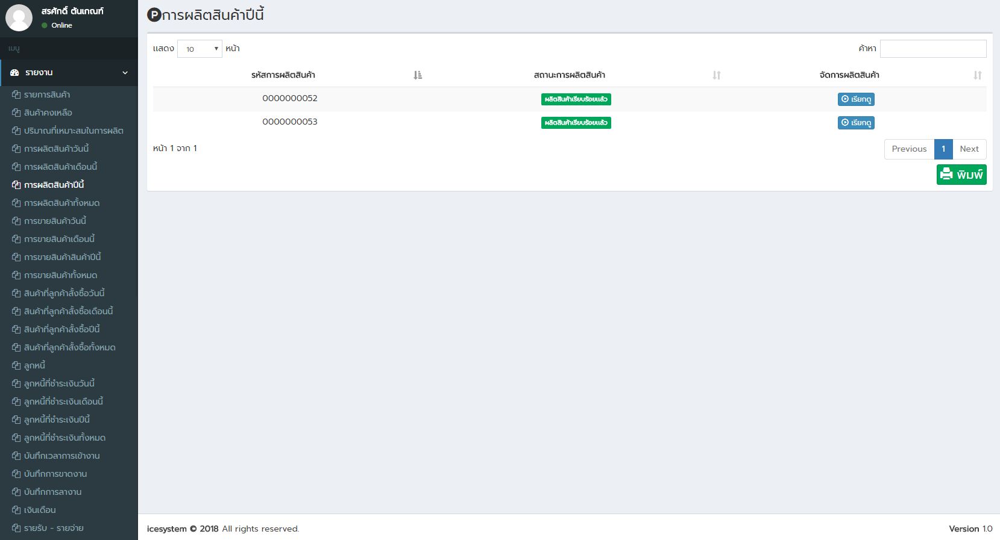 สรศักดิ์ ตันเกณฑ์
Online
เมนู
รายงาน
รายการสินค้า
สินค้าคงเหลือ
ปริมาณที่เหมาะสมในการผลิต
การผลิตสินค้าวันนี้
การผลิตสินค้าเดือนนี้
การผลิตสินค้าปีนี้
การผลิตสินค้าทั้งหมด
การขายสินค้าวันนี้
การขายสินค้าเดือนนี้
การขายสินค้าสินค้าปีนี้
การขายสินค้าทั้งหมด
สินค้าที่ลูกค้าสั้งซื้อวันนี้
สินค้าที่ลูกค้าสั้งซื้อเดือนนี้
สินค้าที่ลูกค้าสั้งซื้อปีนี้
สินค้าที่ลูกค้าสั้งซื้อทั้งหมด
ลูกหนี้
ลูกหนี้ที่ชำระเงินวันนี้
ลูกหนี้ที่ชำระเงินเดือนนี้
ลูกหนี้ที่ชำระเงินปีนี้
ลูกหนี้ที่ชำระเงินทั้งหมด
บันทึกเวลาการเข้างาน
บันทึกการขาดงาน
บันทึกการลางาน
เงินเดือน
รายรับ - รายจ่าย
P การผลิตสินค้าปีนี้
แสดง 10 หน้า ค้าหา
รหัสการผลิตสินค้า สถานะการผลิตสินค้า จัดการผลิตสินค้า
0000000052 ผลิตสินค้าเรียบร้อยแล้ว เรียกดู
0000000053 ผลิตสินค้าเรียบร้อยแล้ว เรียกดู
หน้า 1 จาก 1 Previous 1 Next
พิมพ์
icesystem © 2018 All rights reserved. Version 1.0